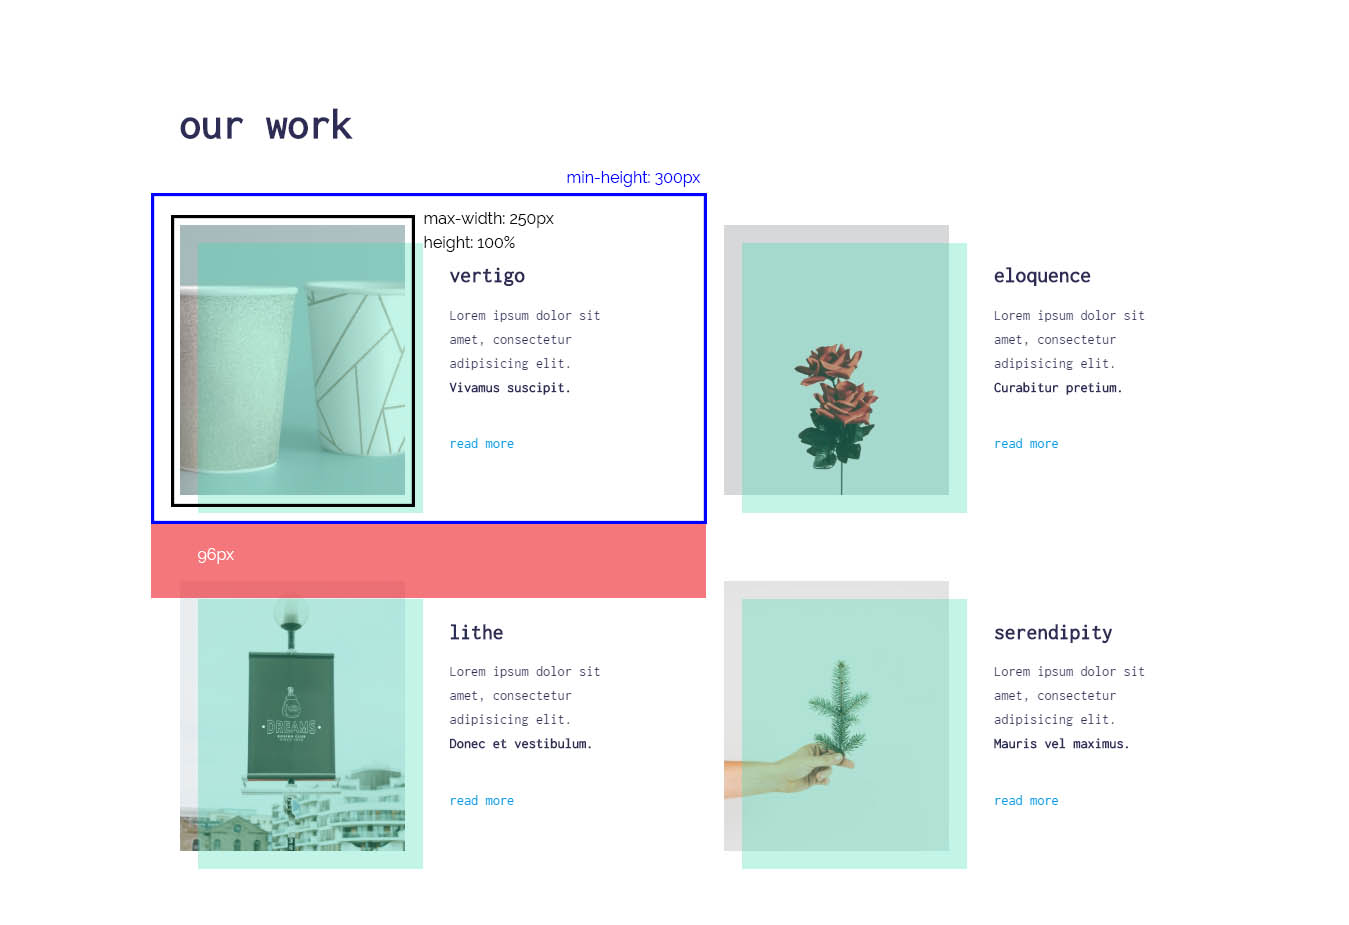 our work
min-height: 300px
max-width: 250px
height: 100%
vertigo
Lorem ipsum dolor sit
amet, consectetur
adipisicing elit.
Vivamus suscipit.
read more
eloquence
Lorem ipsum dolor sit
amet, consectetur
adipisicing elit.
Curabitur pretium.
read more
96px
DREAMS
lithe
Lorem ipsum dolor sit
amet, consectetur
adipisicing elit.
Donec et vestibulum.
read more
serendipity
Lorem ipsum dolor sit
amet, consectetur
adipisicing elit.
Mauris vel maximus.
read more